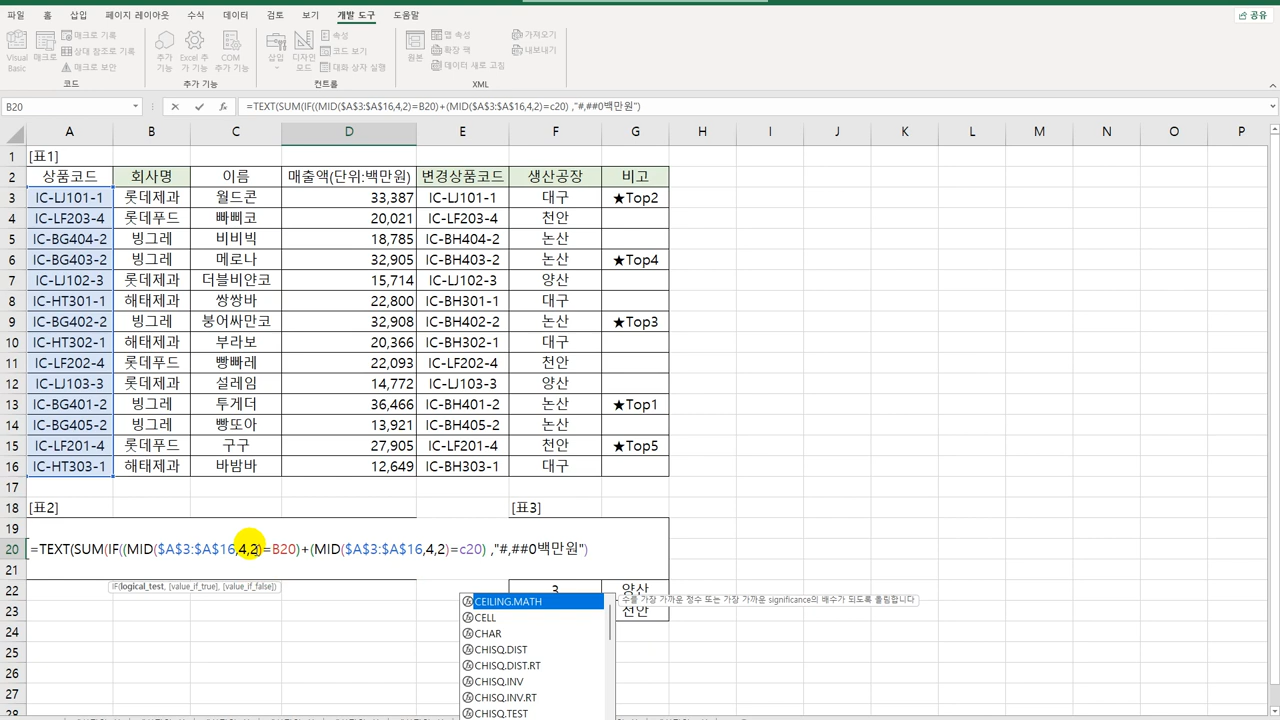 파일 홈 삽입 페이지 레이아웃 수식 데이터 검토 보기 개발 도구 도움말 공유
Visual Basic 매크로 매크로 기록 상대 참조로 기록 매크로 보안 추가 기능 Excel 추가 기능 COM 추가 기능 삽입 디자인 모드 속성 코드 보기 대화 상자 실행 원본 맵 속성 확장 팩 데이터 새로 고침 가져오기 내보내기
코드 추가 기능 컨트롤 XML
B20 fx =TEXT(SUM(IF((MID($A$3:$A$16,4,2)=B20)+(MID($A$3:$A$16,4,2)=c20) ,"#,##0백만원")
A B C D E F G H I J K L M N O P
1 [표1]
2 상품코드 회사명 이름 매출액(단위:백만원) 변경상품코드 생산공장 비고
3 IC-LJ101-1 롯데제과 월드콘 33,387 IC-LJ101-1 대구 ★Top2
4 IC-LF203-4 롯데푸드 빠삐코 20,021 IC-LF203-4 천안
5 IC-BG404-2 빙그레 비비빅 18,785 IC-BH404-2 논산
6 IC-BG403-2 빙그레 메로나 32,905 IC-BH403-2 논산 ★Top4
7 IC-LJ102-3 롯데제과 더블비얀코 15,714 IC-LJ102-3 양산
8 IC-HT301-1 해태제과 쌍쌍바 22,800 IC-BH301-1 대구
9 IC-BG402-2 빙그레 붕어싸만코 32,908 IC-BH402-2 논산 ★Top3
10 IC-HT302-1 해태제과 부라보 20,366 IC-BH302-1 대구
11 IC-LF202-4 롯데푸드 빵빠레 22,093 IC-LF202-4 천안
12 IC-LJ103-3 롯데제과 설레임 14,772 IC-LJ103-3 양산
13 IC-BG401-2 빙그레 투게더 36,466 IC-BH401-2 논산 ★Top1
14 IC-BG405-2 빙그레 빵또아 13,921 IC-BH405-2 논산
15 IC-LF201-4 롯데푸드 구구 27,905 IC-LF201-4 천안 ★Top5
16 IC-HT303-1 해태제과 바밤바 12,649 IC-BH303-1 대구
17
18 [표2] [표3]
19
20 =TEXT(SUM(IF((MID($A$3:$A$16,4,2)=B20)+(MID($A$3:$A$16,4,2)=c20) ,"#,##0백만원")
21
22 IF(logical_test, [value_if_true], [value_if_false]) 3 양산
CEILING.MATH 수를 가장 가까운 정수 또는 가장 가까운 significance의 배수가 되도록 올림합니다
23 천안
CELL
24 CHAR
25 CHISQ.DIST
CHISQ.DIST.RT
26 CHISQ.INV
27 CHISQ.INV.RT
28 CHISQ.TEST